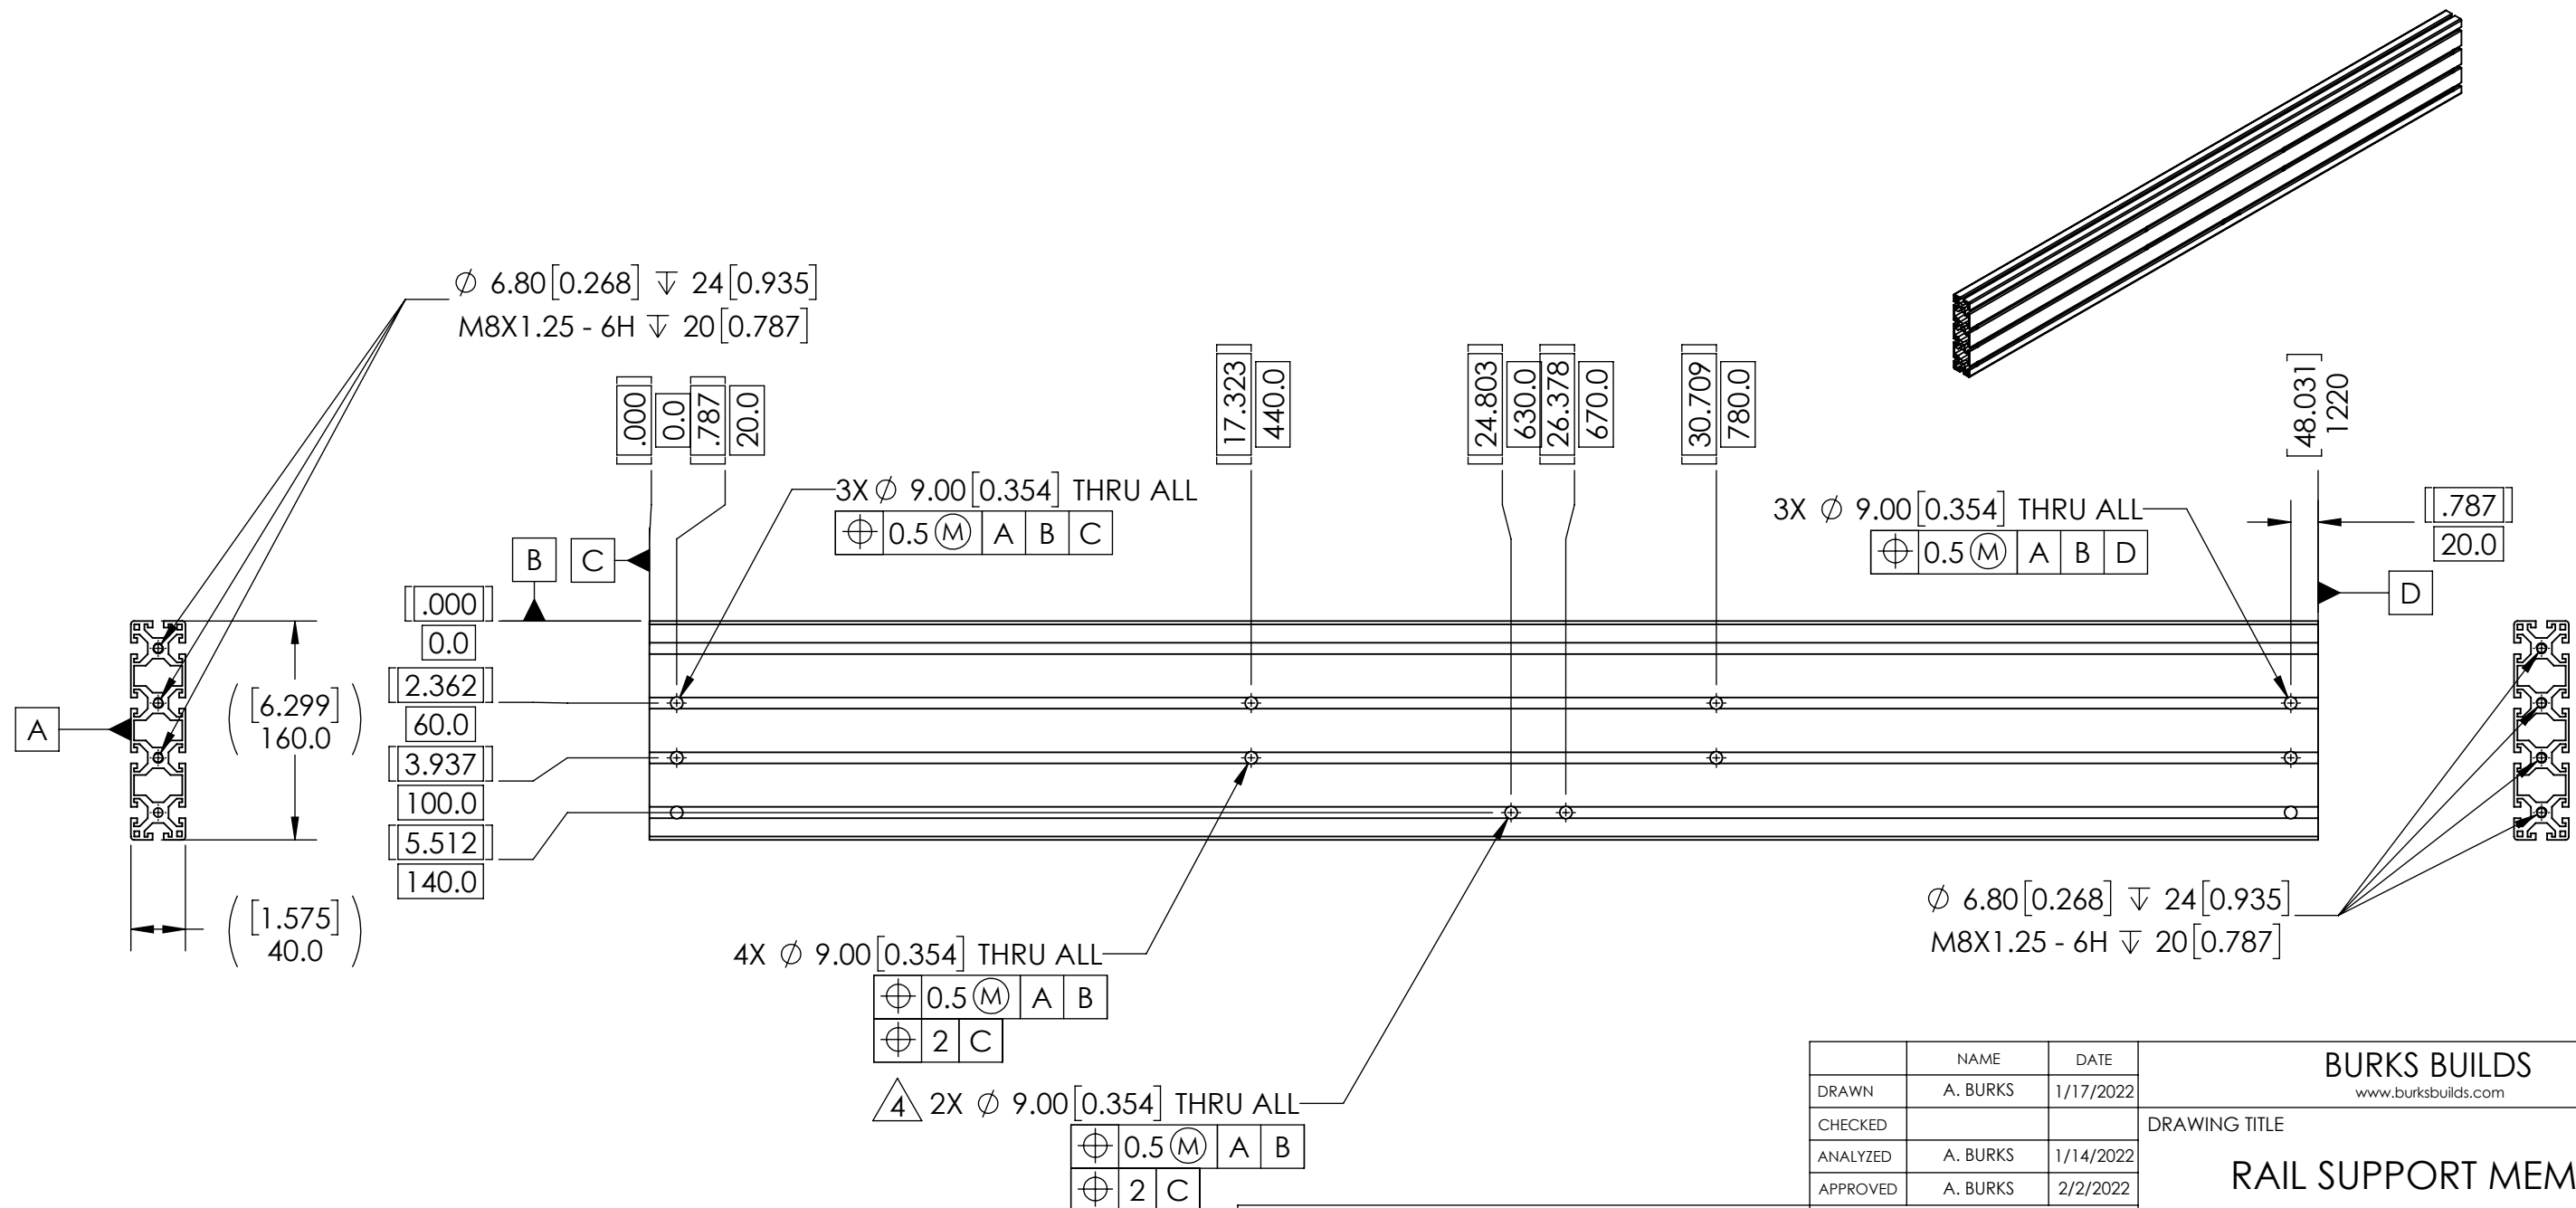 ⌀ 6.80[0.268] ↧ 24[0.935]
M8X1.25 - 6H ↧ 20[0.787]
[.000]
0.0
[.787]
20.0
[17.323]
440.0
[24.803]
630.0
[26.378]
670.0
[30.709]
780.0
[48.031]
1220
3X ⌀ 9.00[0.354] THRU ALL
⌖ 0.5 Ⓜ A B C
3X ⌀ 9.00[0.354] THRU ALL
⌖ 0.5 Ⓜ A B D
[.787]
20.0
B
C
D
A
[.000]
0.0
[2.362]
60.0
[3.937]
100.0
[5.512]
140.0
([6.299]
160.0)
([1.575]
40.0)
4X ⌀ 9.00[0.354] THRU ALL
⌖ 0.5 Ⓜ A B
⌖ 2 C
4 2X ⌀ 9.00[0.354] THRU ALL
⌖ 0.5 Ⓜ A B
⌖ 2 C
⌀ 6.80[0.268] ↧ 24[0.935]
M8X1.25 - 6H ↧ 20[0.787]
NAME DATE
DRAWN A. BURKS 1/17/2022
CHECKED
ANALYZED A. BURKS 1/14/2022
APPROVED A. BURKS 2/2/2022
BURKS BUILDS
www.burksbuilds.com
DRAWING TITLE
RAIL SUPPORT MEM